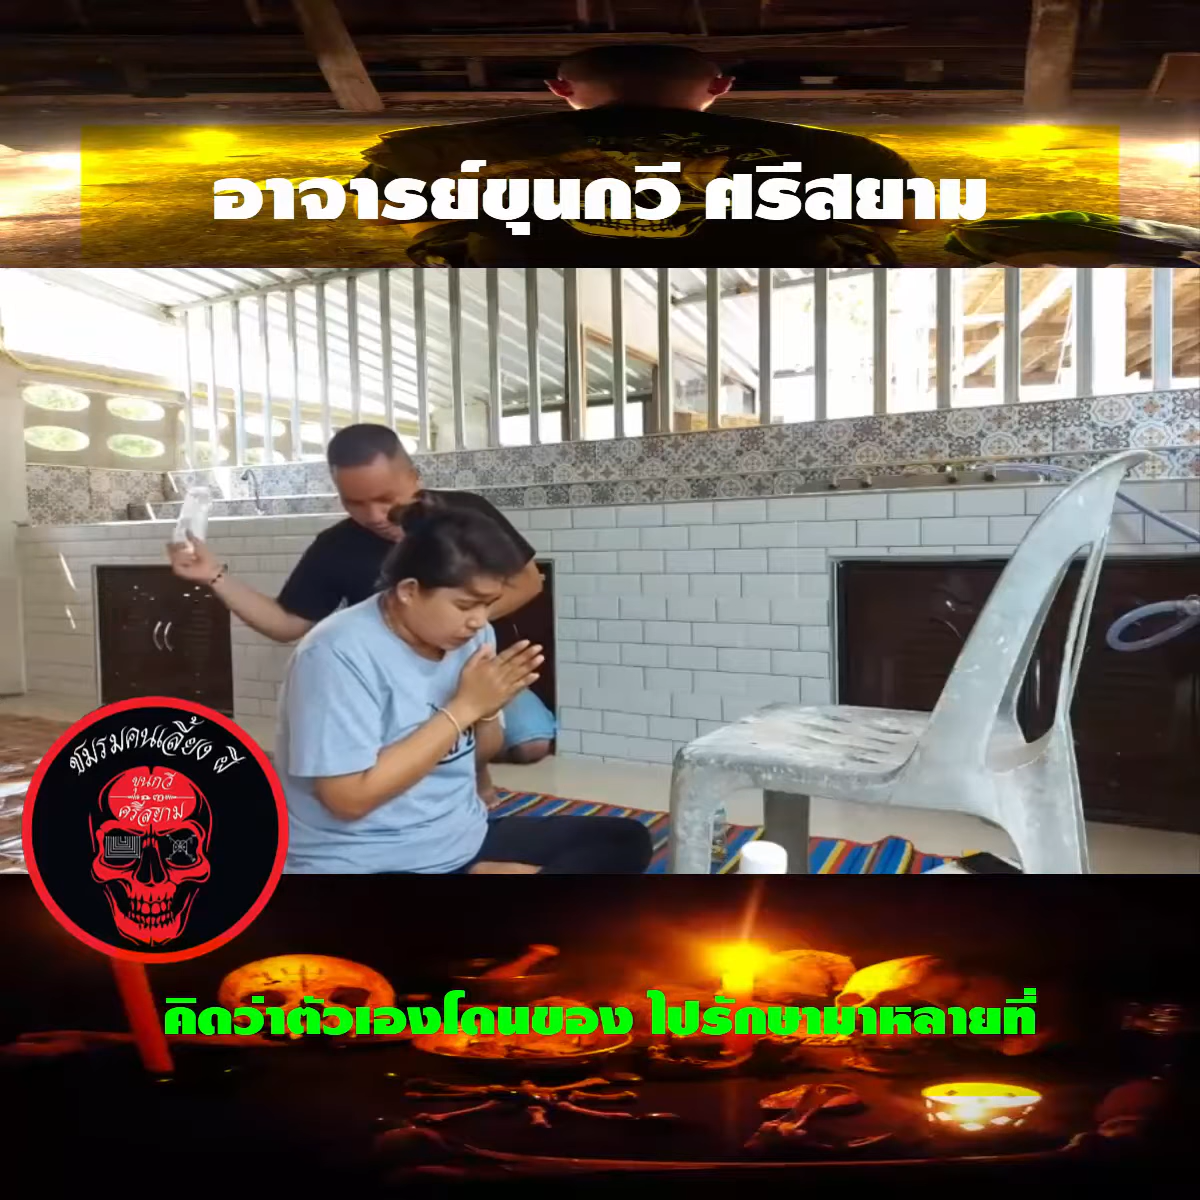 อาจารย์ขุนกวี ศรีสยาม
ชมรมคนเลี้ยงผี
ขุนกวี
ศรีสยาม
คิดว่าตัวเองโดนของ ไปรักษามาหลายที่